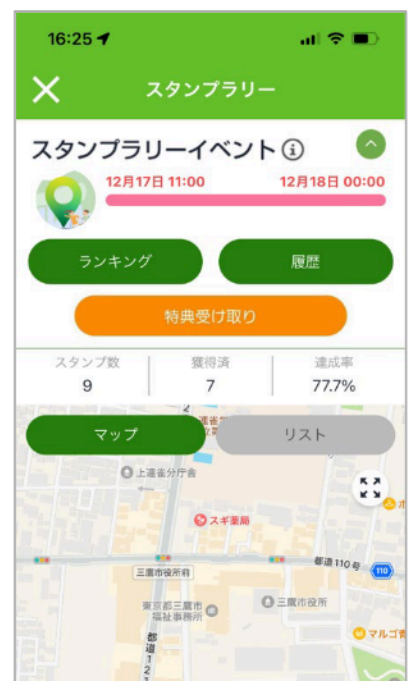 16:25
スタンプラリー
スタンプラリーイベント
12月17日 11:00 12月18日 00:00
ランキング 履歴
特典受け取り
スタンプ数 獲得済 達成率
9 7 77.7%
マップ リスト
上連雀分庁舎
スギ薬局
三鷹市役所前
都道110号 110
東京都三鷹市
福祉事務所
三鷹市役所
マルゴ
都道12